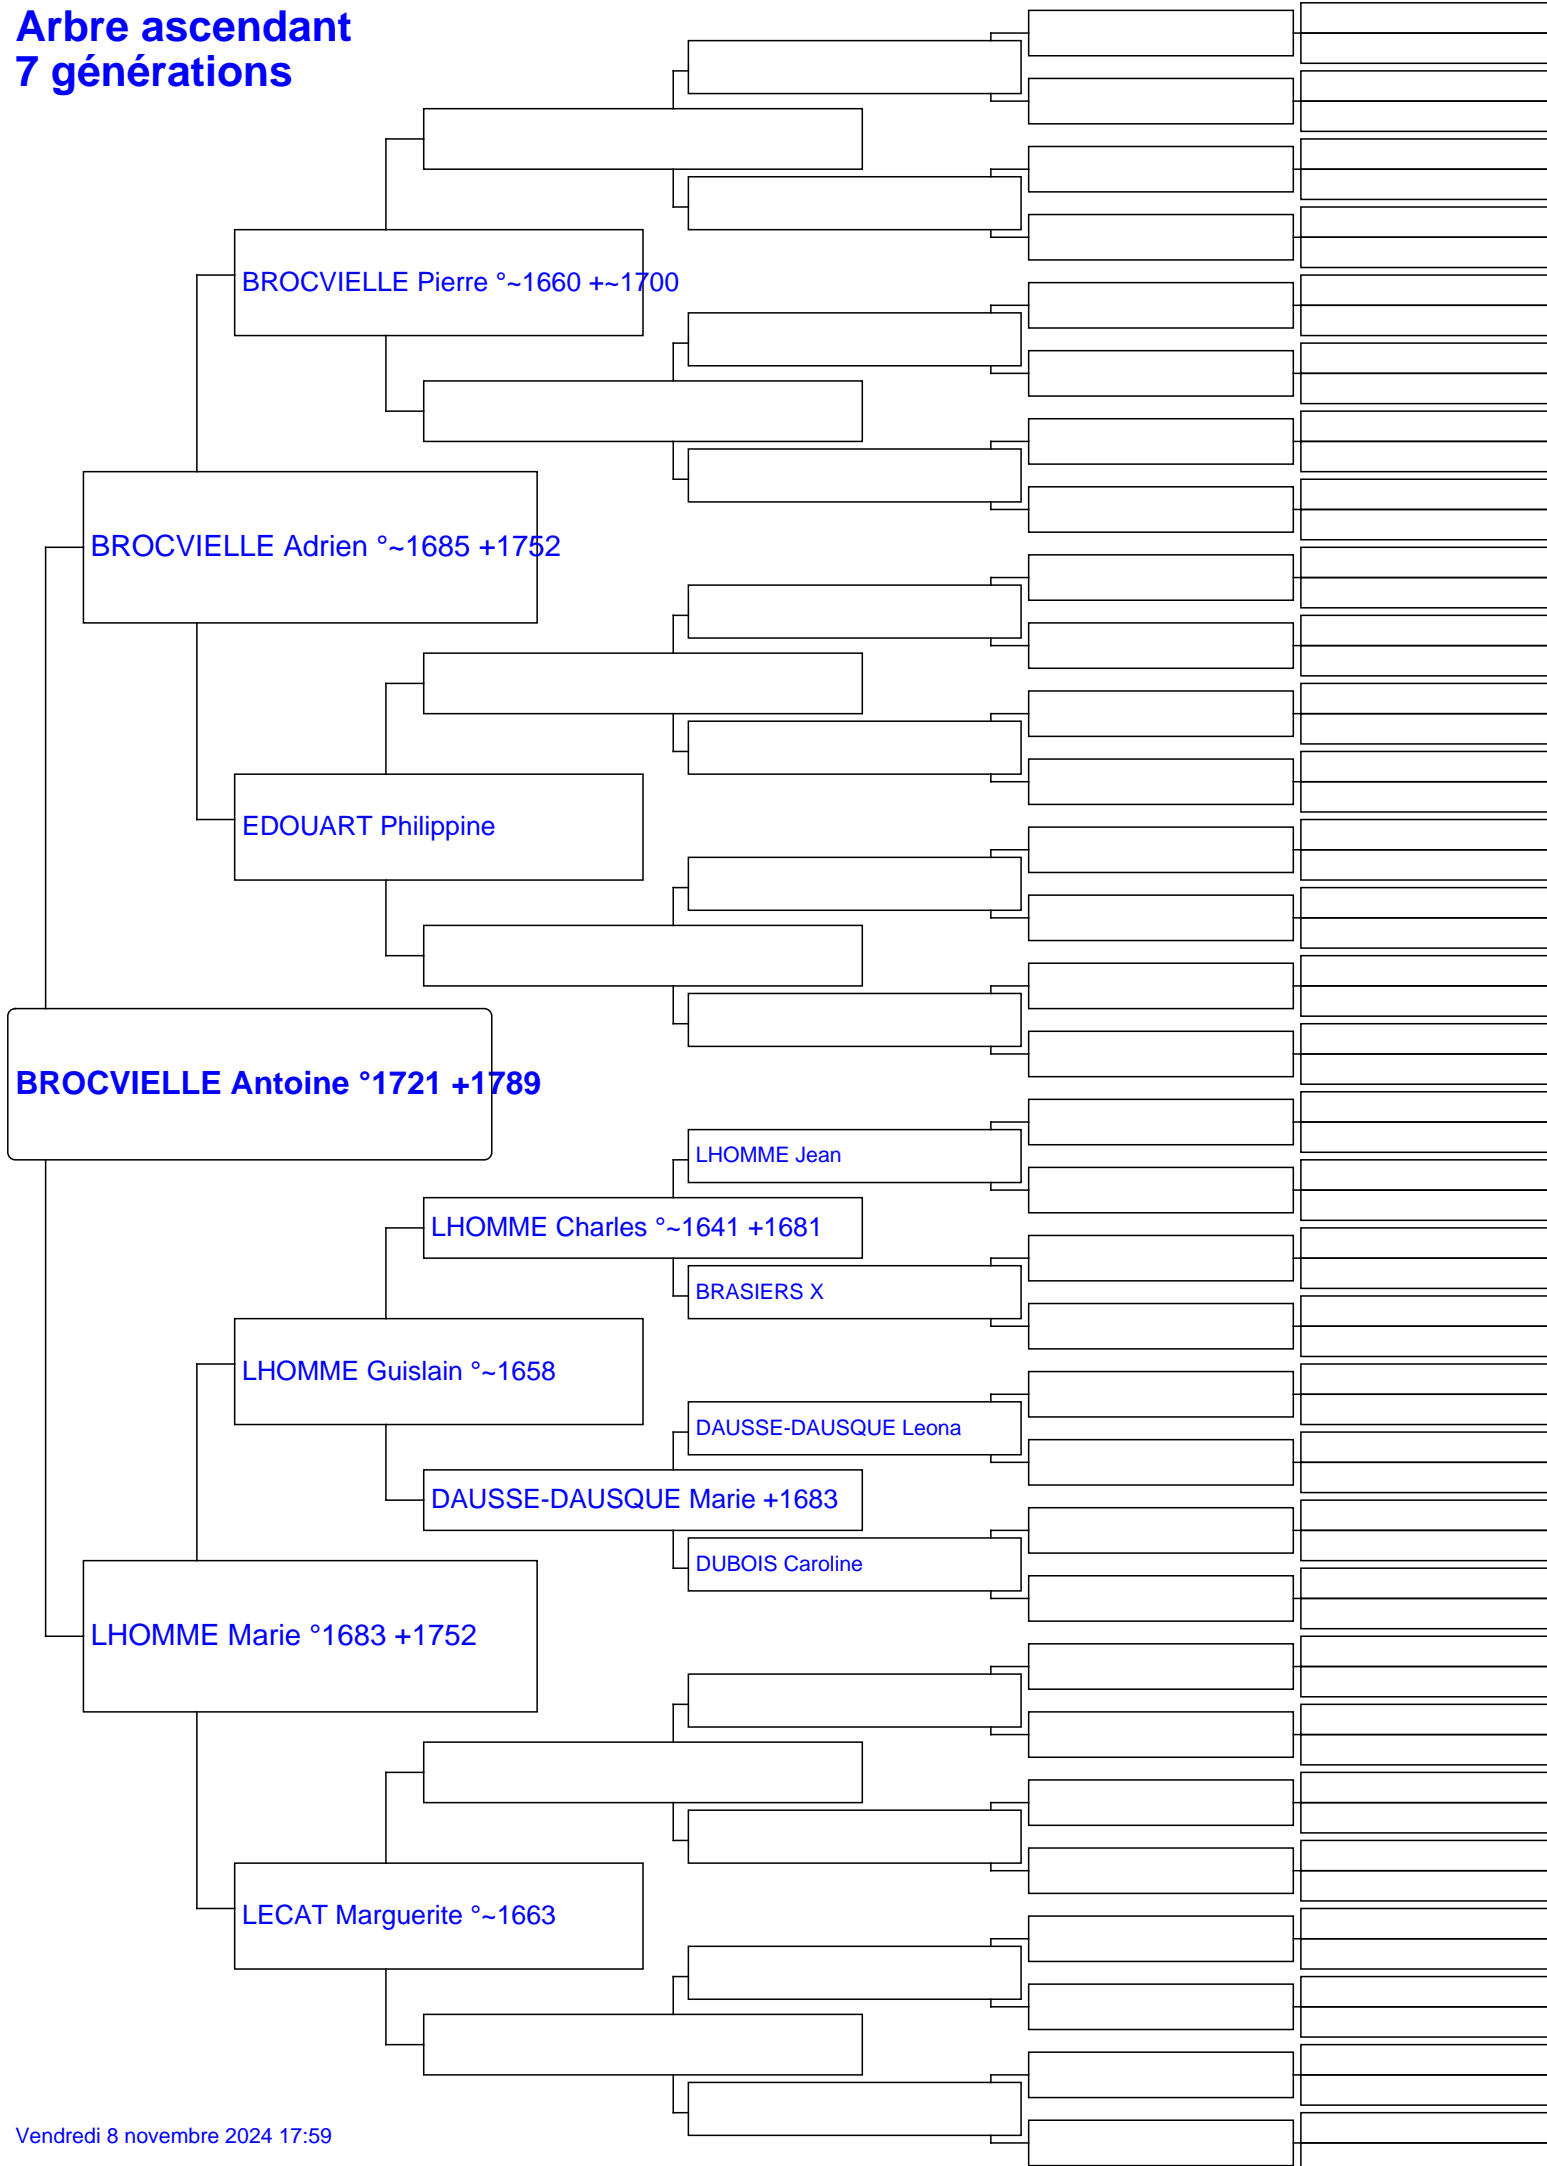 Arbre ascendant
7 générations
BROCVIELLE Pierre °~1660 +~1700
BROCVIELLE Adrien °~1685 +1752
EDOUART Philippine
BROCVIELLE Antoine °1721 +1789
LHOMME Jean
LHOMME Charles °~1641 +1681
BRASIERS X
LHOMME Guislain °~1658
DAUSSE-DAUSQUE Leona
DAUSSE-DAUSQUE Marie +1683
DUBOIS Caroline
LHOMME Marie °1683 +1752
LECAT Marguerite °~1663
Vendredi 8 novembre 2024 17:59